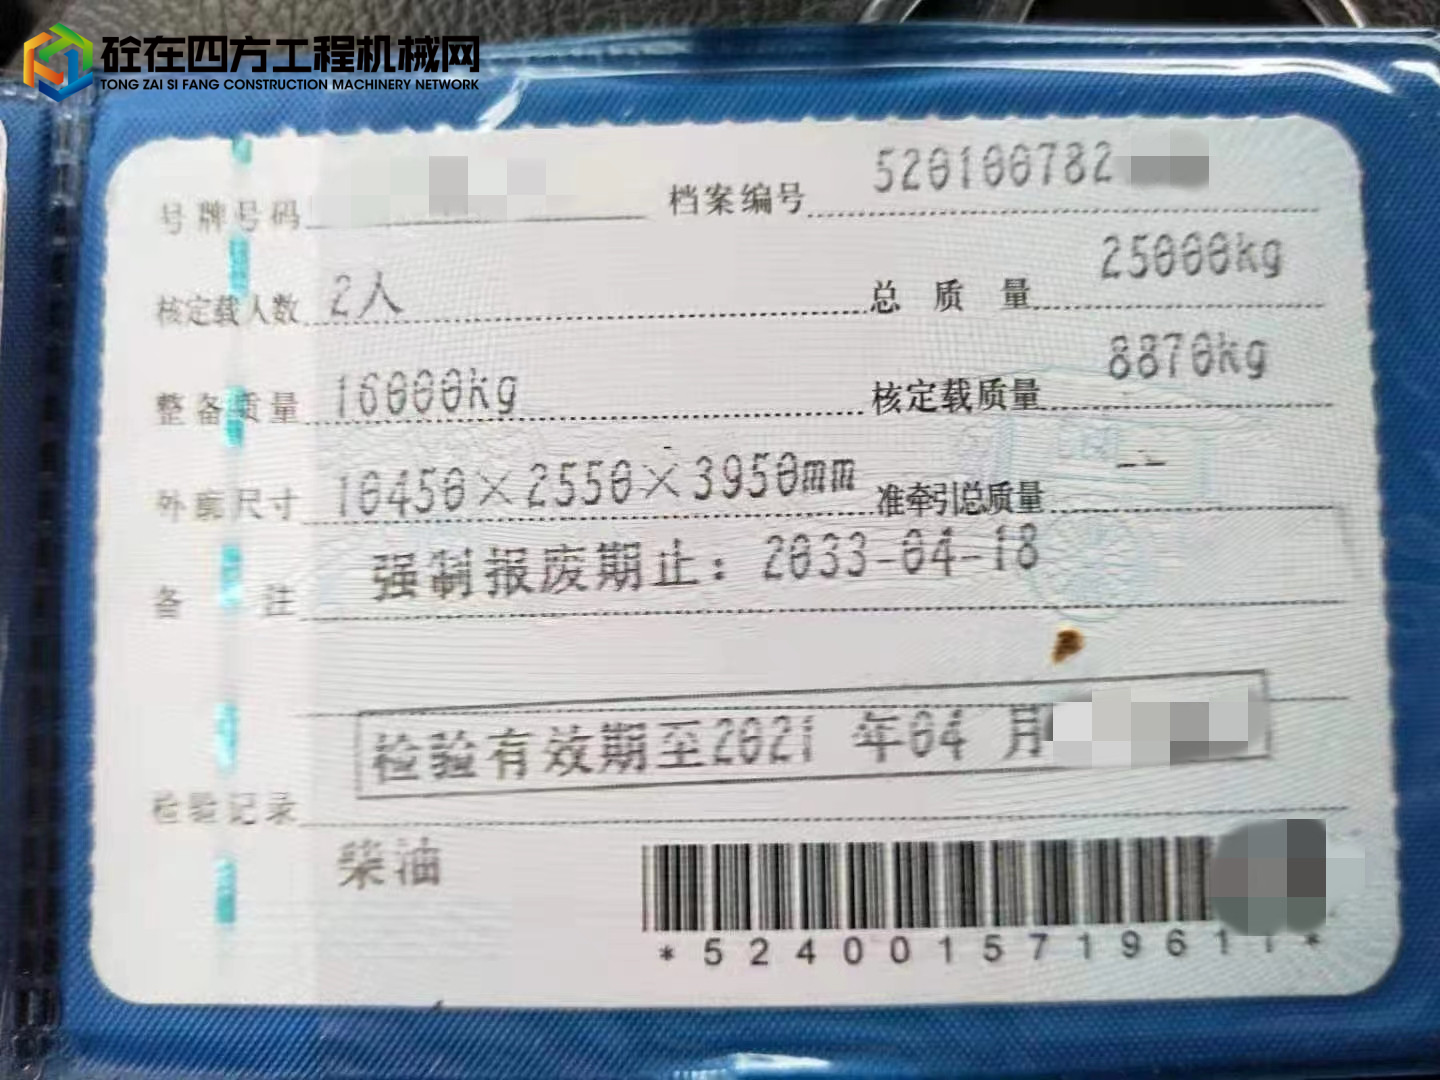 砼在四方工程机械网
TONG ZAI SI FANG CONSTRUCTION MACHINERY NETWORK
号牌号码 档案编号 520100782
核定载人数 2人 总质量 25000kg
整备质量 16000kg 核定载质量 8870kg
外廓尺寸 10450×2550×3950mm 准牵引总质量 --
备注 强制报废期止：2033-04-18
检验有效期至2021年04月
检验记录
柴油
*524001571961